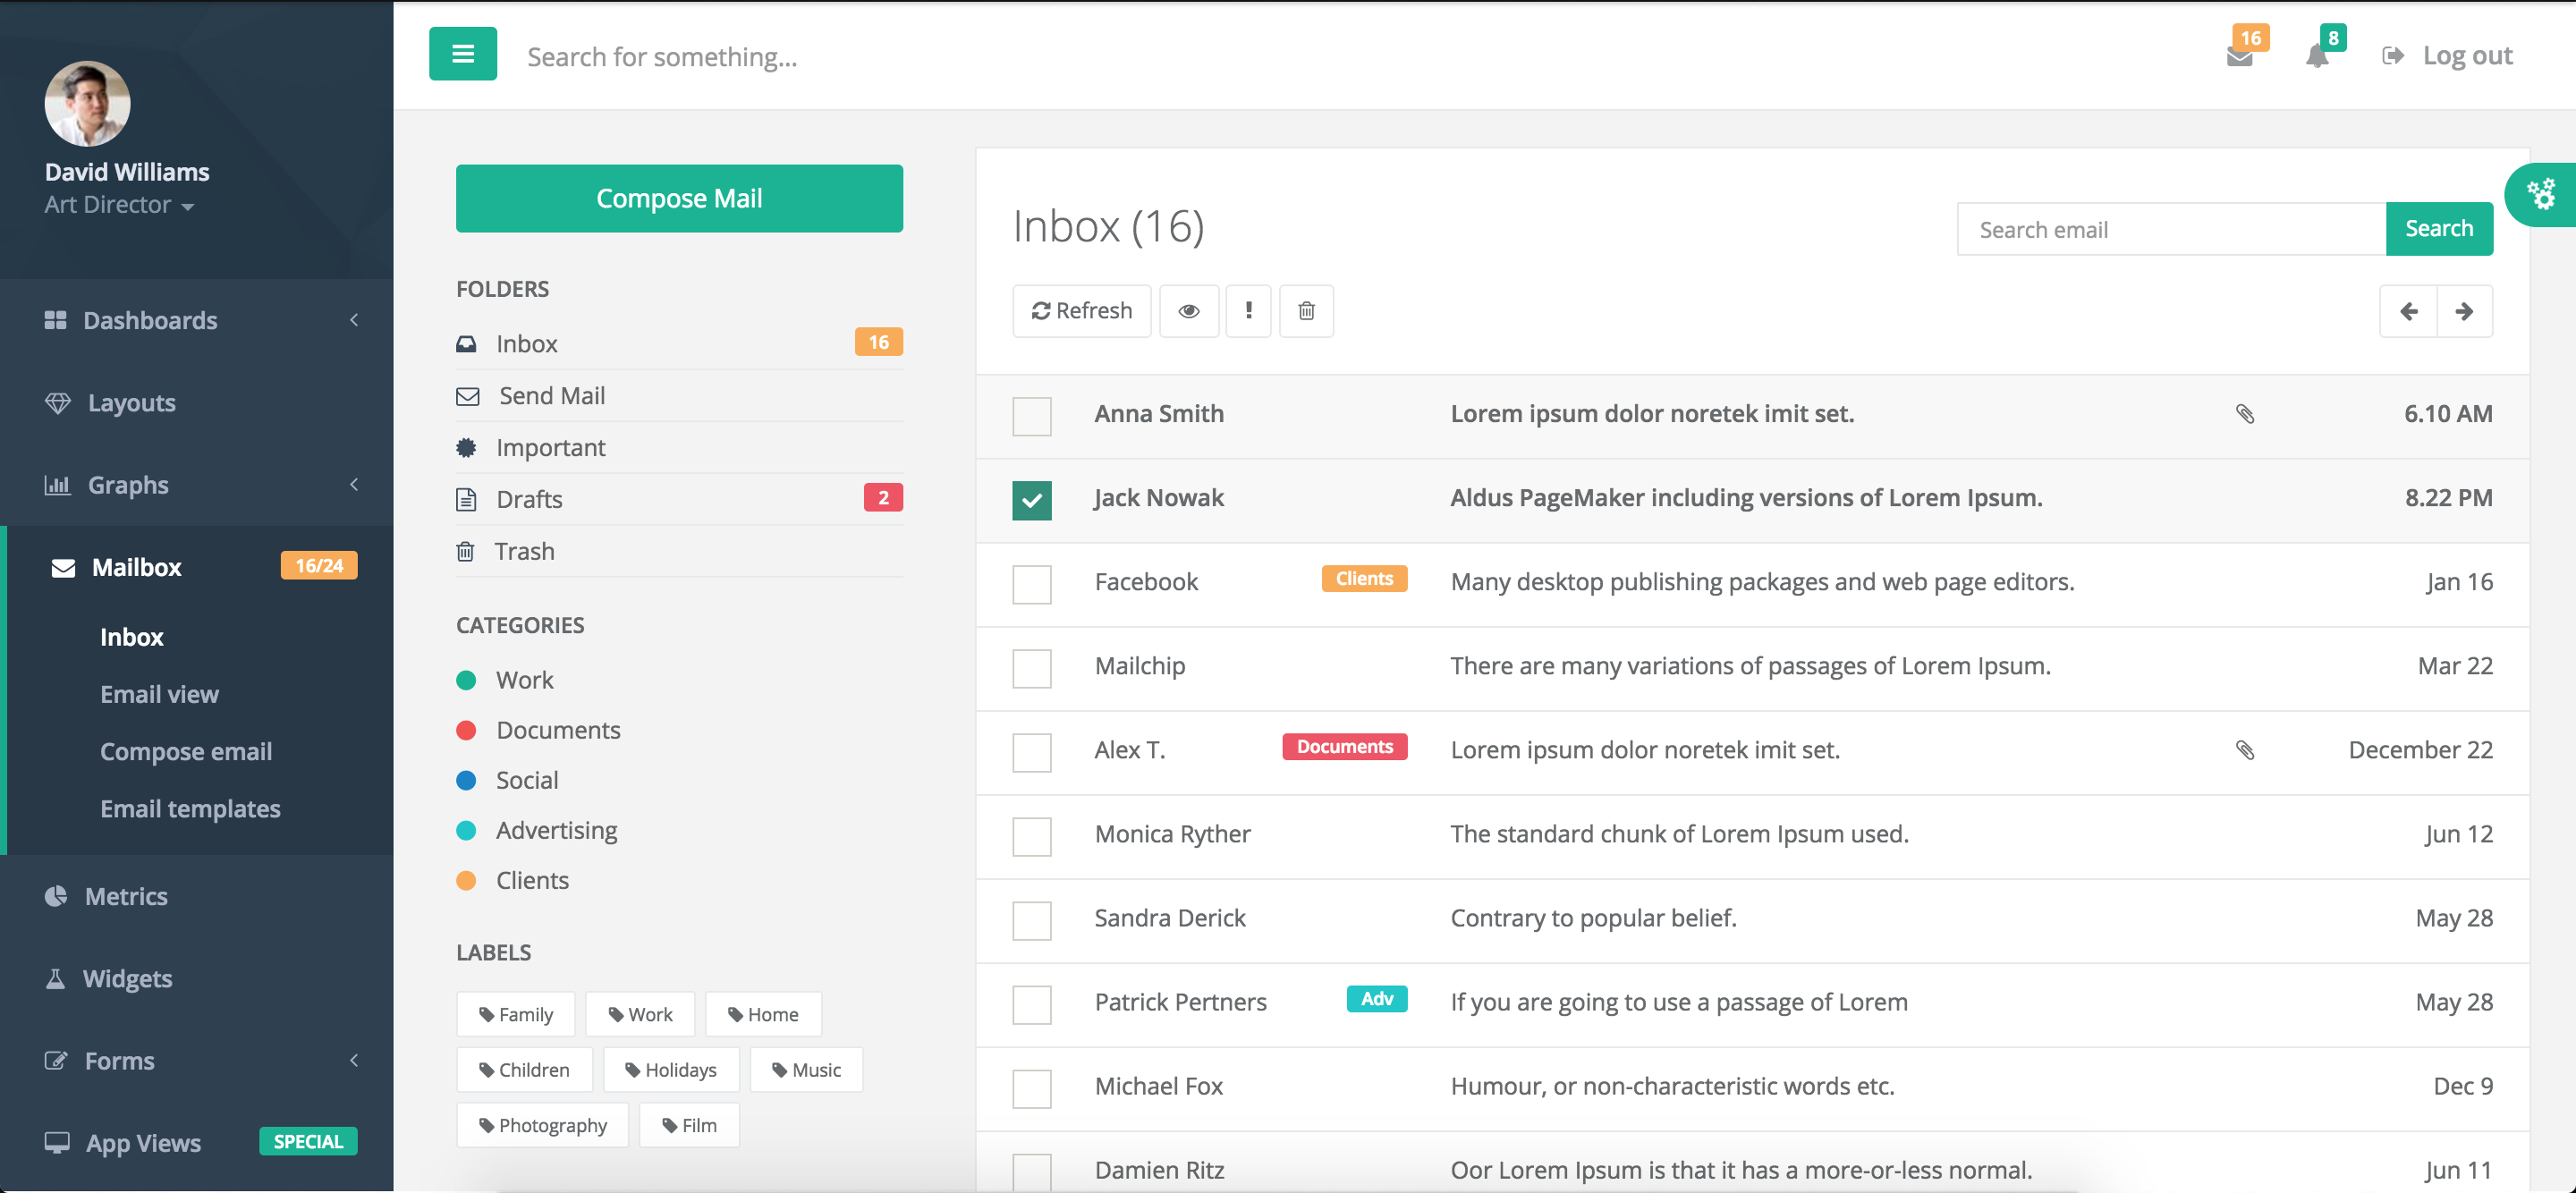 David Williams
Art Director
Dashboards
Layouts
Graphs
Mailbox 16/24
Inbox
Email view
Compose email
Email templates
Metrics
Widgets
Forms
App Views SPECIAL
Search for something...
16
8
Log out
Compose Mail
FOLDERS
Inbox 16
Send Mail
Important
Drafts 2
Trash
CATEGORIES
Work
Documents
Social
Advertising
Clients
LABELS
Family Work Home
Children Holidays Music
Photography Film
Inbox (16)
Search email Search
Refresh
Anna Smith Lorem ipsum dolor noretek imit set. 6.10 AM
Jack Nowak Aldus PageMaker including versions of Lorem Ipsum. 8.22 PM
Facebook Clients Many desktop publishing packages and web page editors. Jan 16
Mailchip There are many variations of passages of Lorem Ipsum. Mar 22
Alex T. Documents Lorem ipsum dolor noretek imit set. December 22
Monica Ryther The standard chunk of Lorem Ipsum used. Jun 12
Sandra Derick Contrary to popular belief. May 28
Patrick Pertners Adv If you are going to use a passage of Lorem May 28
Michael Fox Humour, or non-characteristic words etc. Dec 9
Damien Ritz Oor Lorem Ipsum is that it has a more-or-less normal. Jun 11